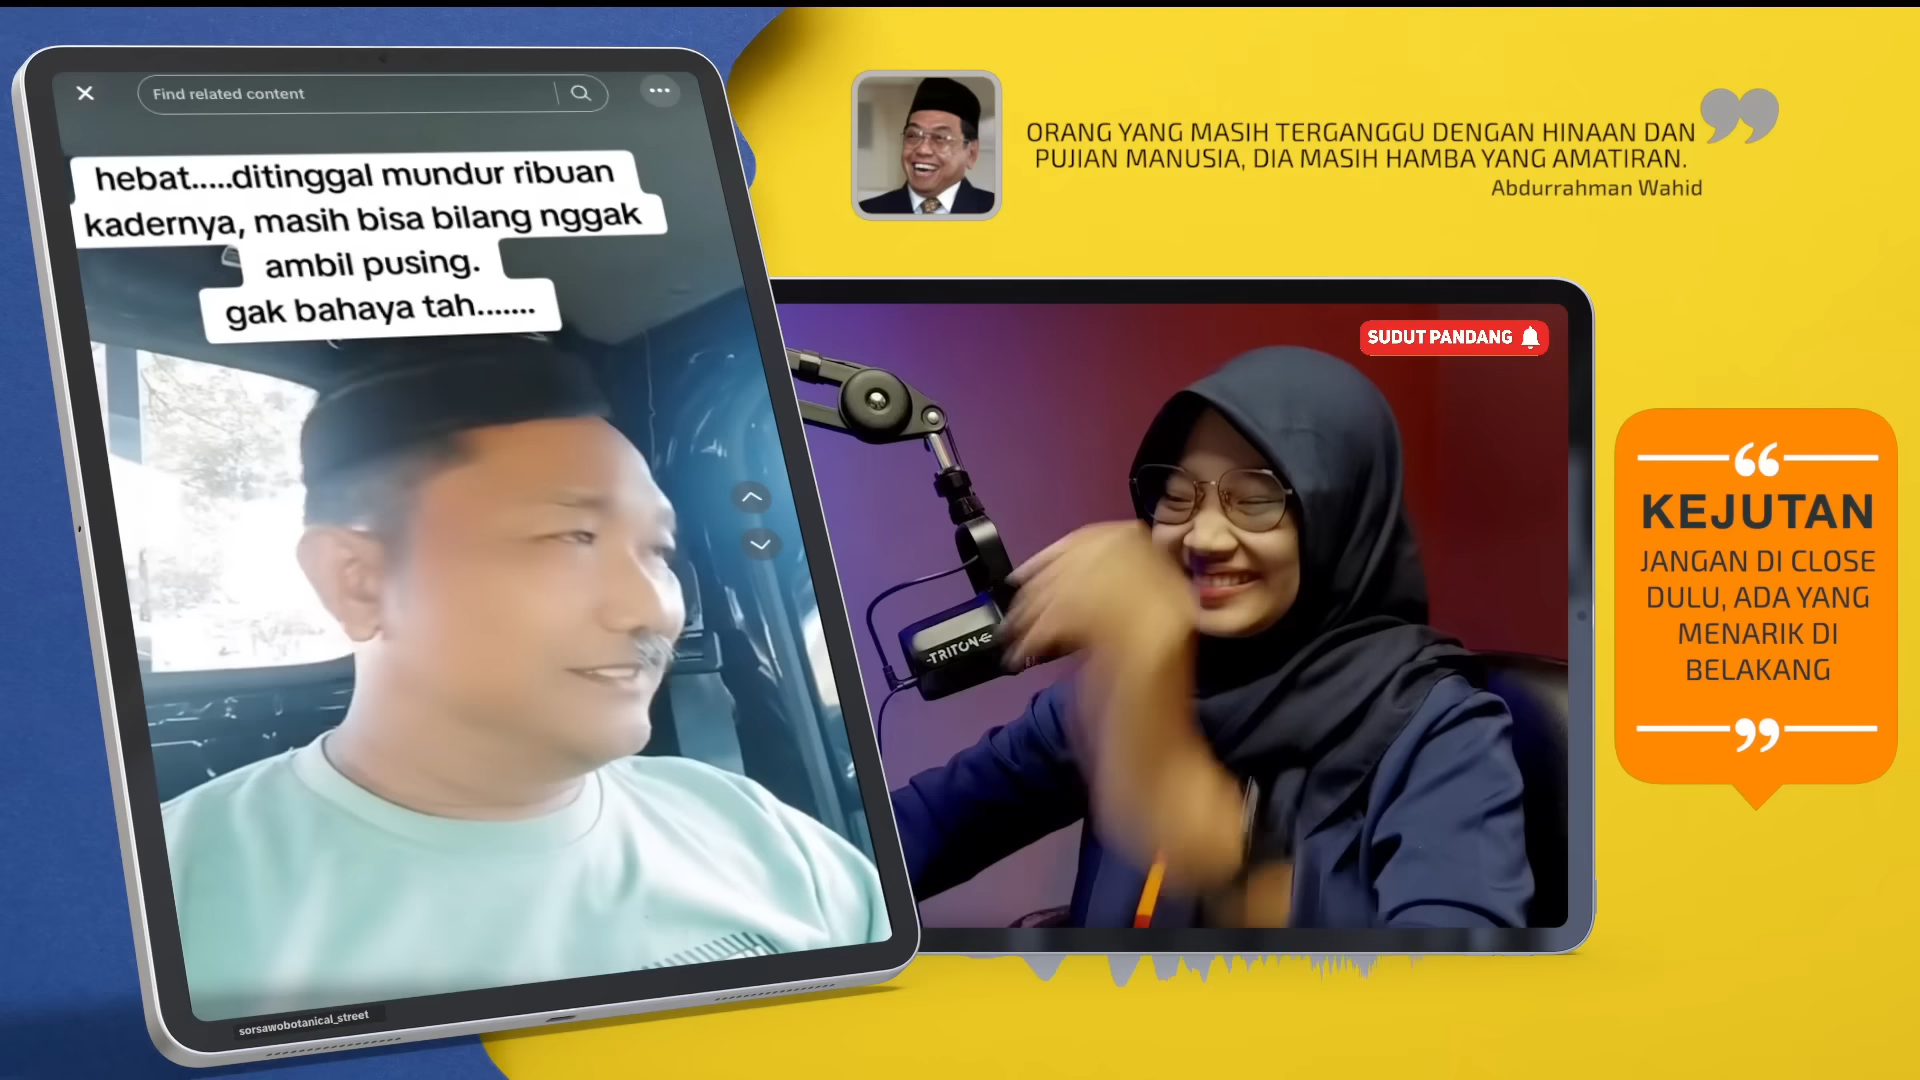 Find related content
hebat.....ditinggal mundur ribuan
kadernya, masih bisa bilang nggak
ambil pusing.
gak bahaya tah.......
sorsawobotanical_street
ORANG YANG MASIH TERGANGGU DENGAN HINAAN DAN
PUJIAN MANUSIA, DIA MASIH HAMBA YANG AMATIRAN.
Abdurrahman Wahid
SUDUT PANDANG
TRITON
KEJUTAN
JANGAN DI CLOSE
DULU, ADA YANG
MENARIK DI
BELAKANG